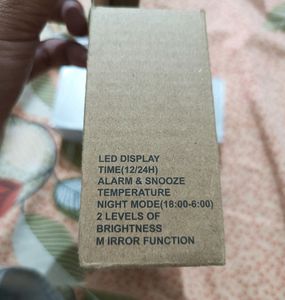 LED DISPLAY
TIME(12/24H)
ALARM & SNOOZE
TEMPERATURE
NIGHT MODE(18:00-6:00)
2 LEVELS OF
BRIGHTNESS
M IRROR FUNCTION